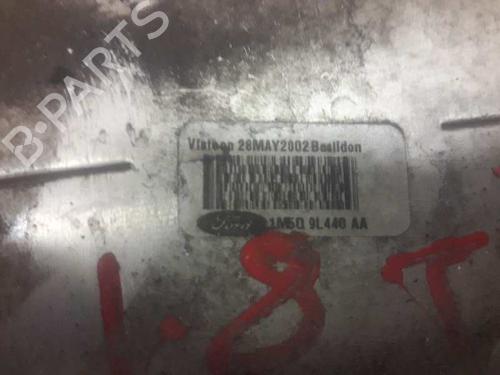 B-PARTS
Visteon 28MAY2002 Basildon
Ford 1M5Q 9L440 AA
1.8T